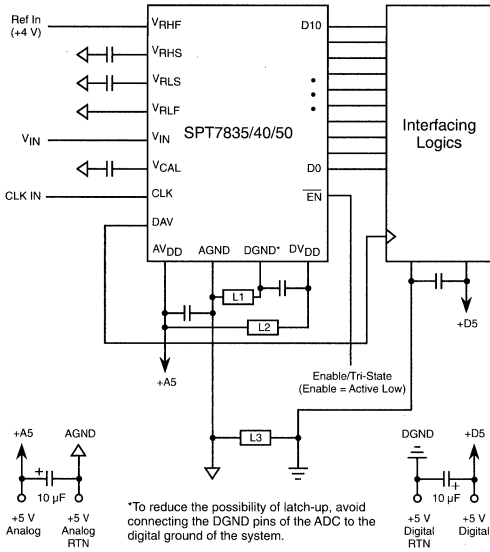 Ref In
(+4 V)
VRHF
D10
VRHS
VRLS
VRLF
SPT7835/40/50
Interfacing
Logics
VIN
VIN
VCAL
D0
CLK IN
CLK
EN
DAV
AVDD
AGND
DGND*
DVDD
L1
L2
+A5
+D5
Enable/Tri-State
(Enable = Active Low)
L3
+A5
AGND
DGND
+D5
+
10 µF
10 µF
+
+5 V
Analog
+5 V
Analog
RTN
*To reduce the possibility of latch-up, avoid
connecting the DGND pins of the ADC to the
digital ground of the system.
+5 V
Digital
RTN
+5 V
Digital